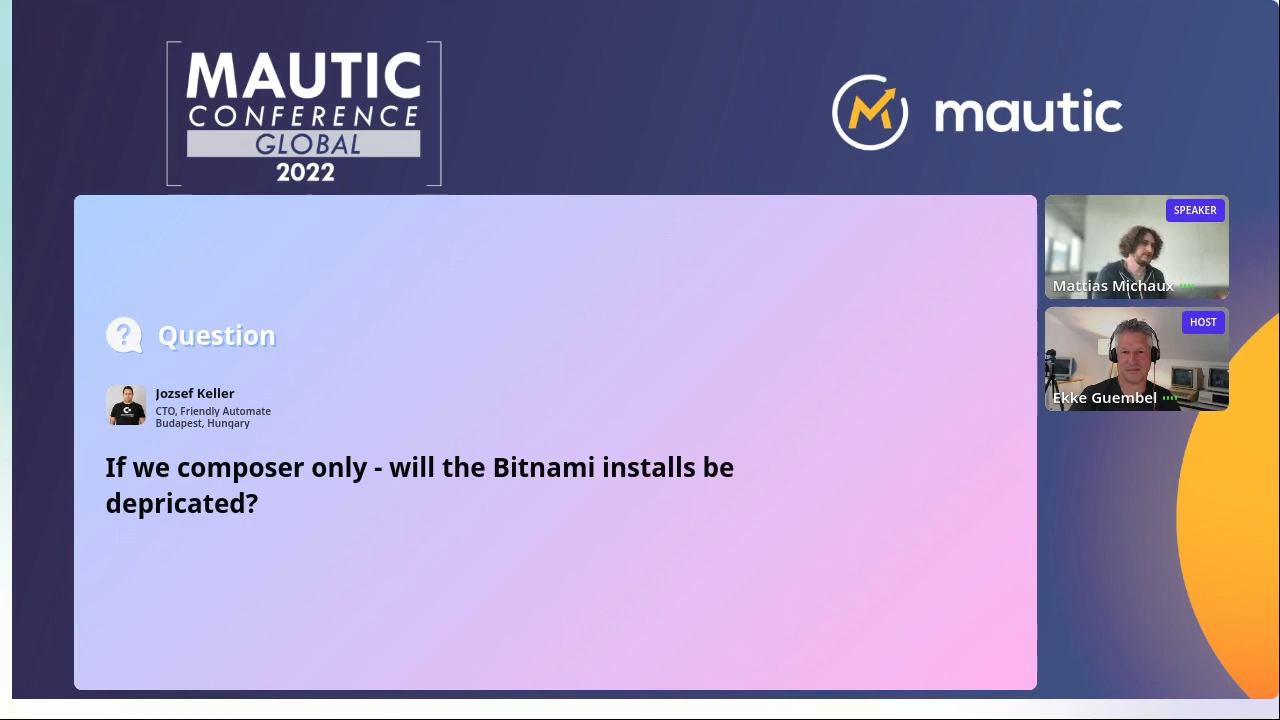 MAUTIC
CONFERENCE
GLOBAL
2022
mautic
SPEAKER
Mattias Michaux
HOST
Ekke Guembel
Question
Jozsef Keller
CTO, Friendly Automate
Budapest, Hungary
If we composer only - will the Bitnami installs be
depricated?